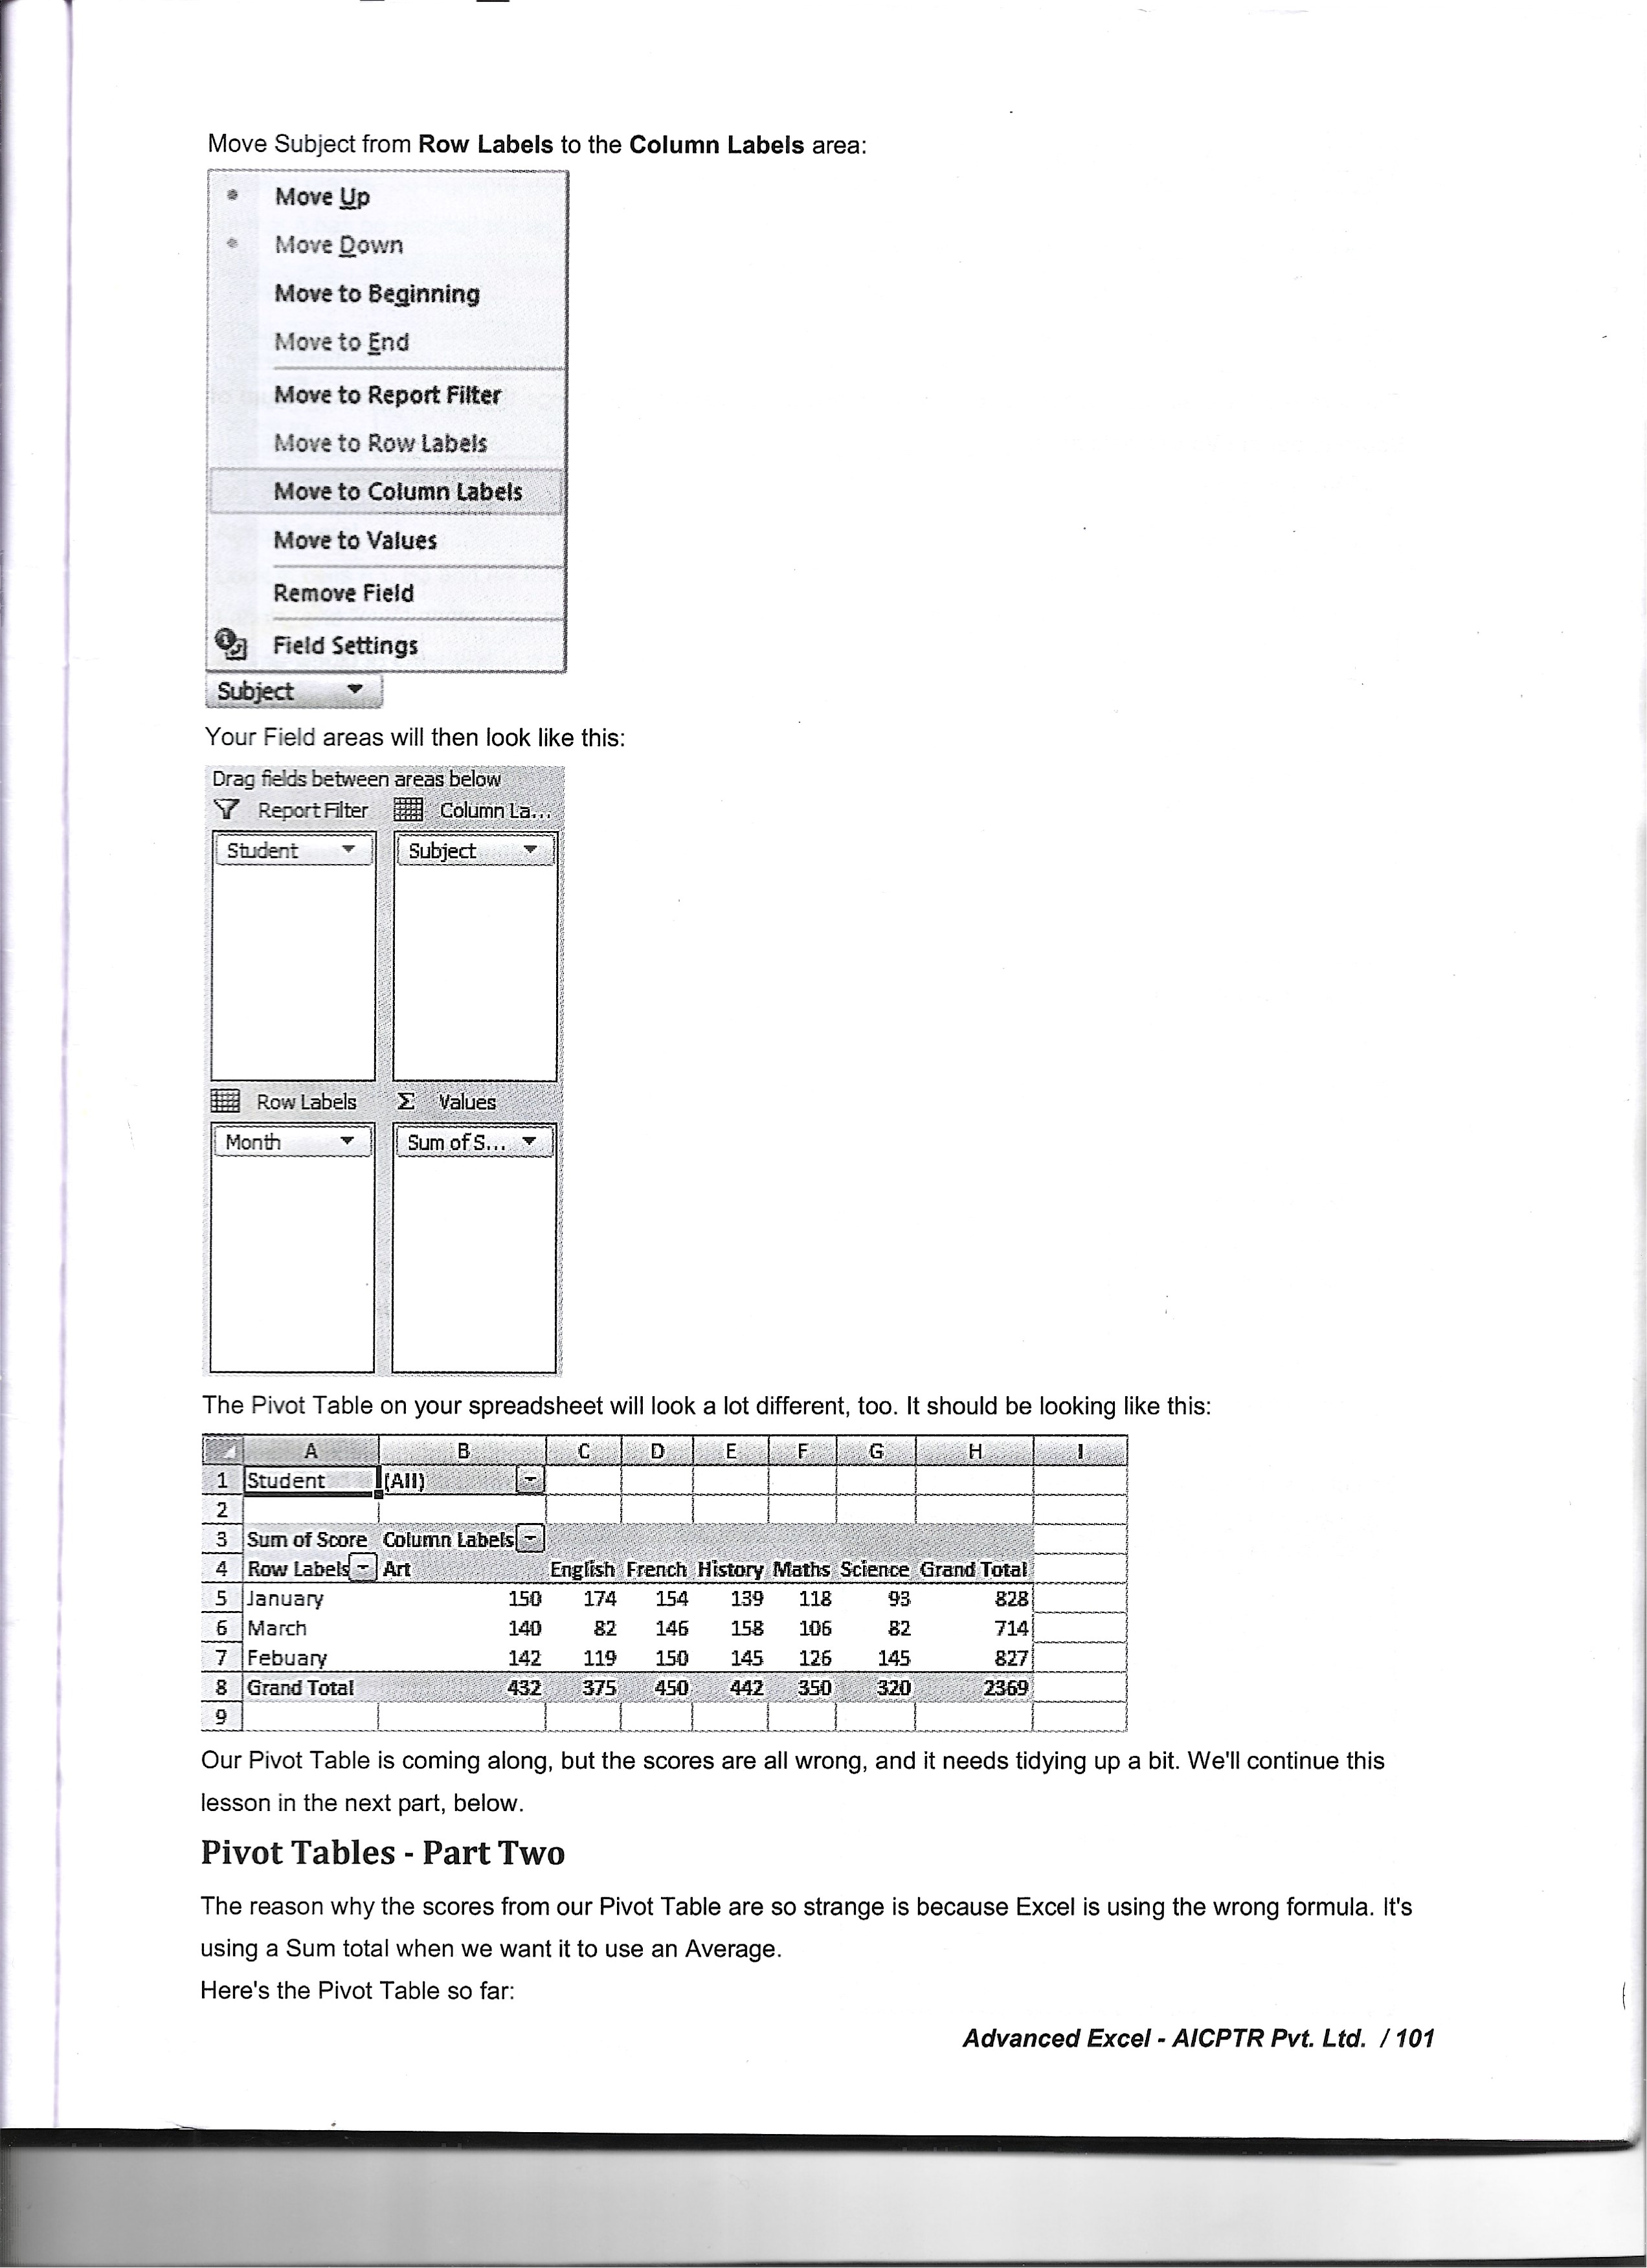 Move Subject from Row Labels to the Column Labels area:
Move Up
Move Down
Move to Beginning
Move to End
Move to Report Filter
Move to Row Labels
Move to Column Labels
Move to Values
Remove Field
Field Settings
Subject
Your Field areas will then look like this:
Drag fields between areas below
Report Filter Column La...
Student Subject
Row Labels Σ Values
Month Sum of S...
The Pivot Table on your spreadsheet will look a lot different, too. It should be looking like this:
A B C D E F G H I
1 Student (All)
2
3 Sum of Score Column Labels
4 Row Labels Art English French History Maths Science Grand Total
5 January 150 174 154 139 118 93 828
6 March 140 82 146 158 106 82 714
7 Febuary 142 119 150 145 126 145 827
8 Grand Total 432 375 450 442 350 320 2369
9
Our Pivot Table is coming along, but the scores are all wrong, and it needs tidying up a bit. We'll continue this
lesson in the next part, below.
Pivot Tables - Part Two
The reason why the scores from our Pivot Table are so strange is because Excel is using the wrong formula. It's
using a Sum total when we want it to use an Average.
Here's the Pivot Table so far:
Advanced Excel - AICPTR Pvt. Ltd. / 101